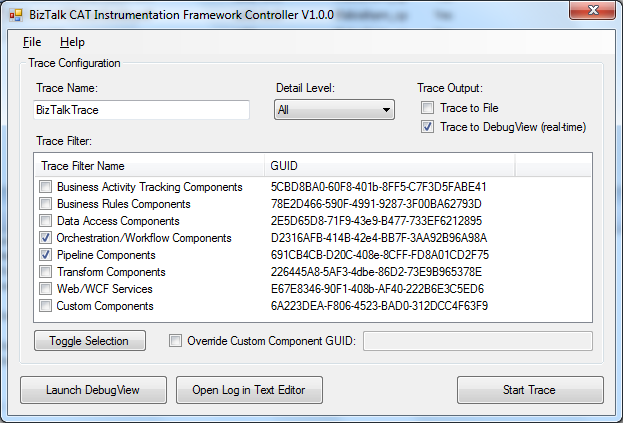 BizTalk CAT Instrumentation Framework Controller V1.0.0
File Help
Trace Configuration
Trace Name: Detail Level: Trace Output:
BizTalkTrace All Trace to File
Trace to DebugView (real-time)
Trace Filter:
Trace Filter Name GUID
Business Activity Tracking Components 5CBD8BA0-60F8-401b-8FF5-C7F3D5FABE41
Business Rules Components 78E2D466-590F-4991-9287-3F00BA62793D
Data Access Components 2E5D65D8-71F9-43e9-B477-733EF6212895
Orchestration/Workflow Components D2316AFB-414B-42e4-BB7F-3AA92B96A98A
Pipeline Components 691CB4CB-D20C-408e-8CFF-FD8A01CD2F75
Transform Components 226445A8-5AF3-4dbe-86D2-73E9B965378E
Web/WCF Services E67E8346-90F1-408b-AF40-222B6E3C5ED6
Custom Components 6A223DEA-F806-4523-BAD0-312DCC4F63F9
Toggle Selection Override Custom Component GUID:
Launch DebugView Open Log in Text Editor Start Trace